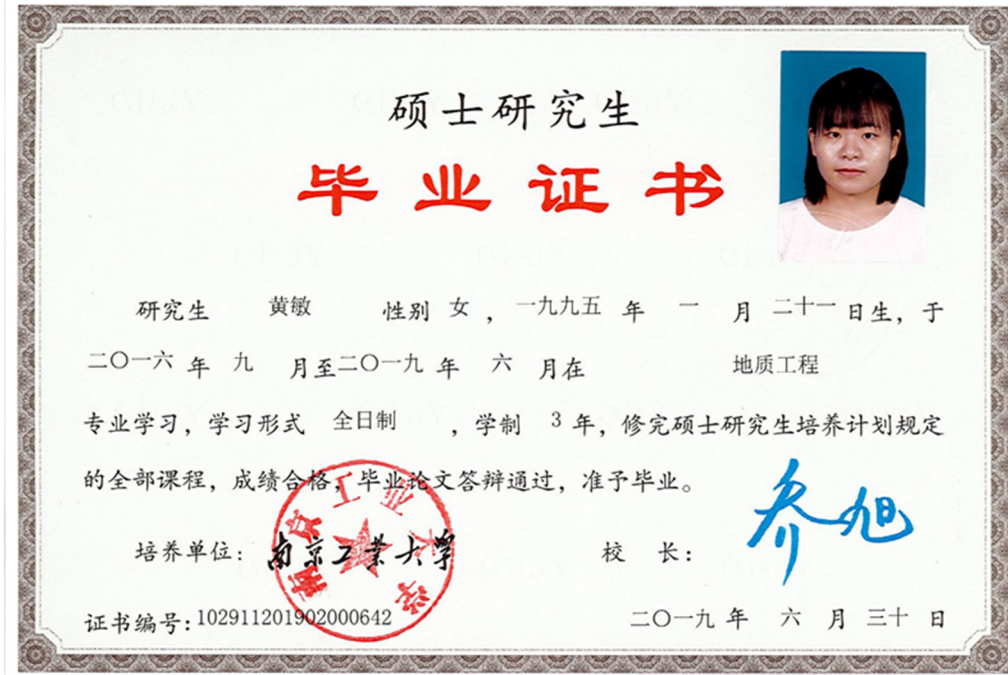 硕士研究生
毕业证书
研究生 黄敏 性别 女，一九九五 年 一 月 二十一 日生，于
二〇一六 年 九 月至二〇一九 年 六 月在 地质工程
专业学习，学习形式 全日制 ，学制 3 年，修完硕士研究生培养计划规定
的全部课程，成绩合格，毕业论文答辩通过，准予毕业。
培养单位：南京工业大学 校 长：乔旭
证书编号：102911201902000642 二〇一九 年 六 月 三十 日
南京工业大学